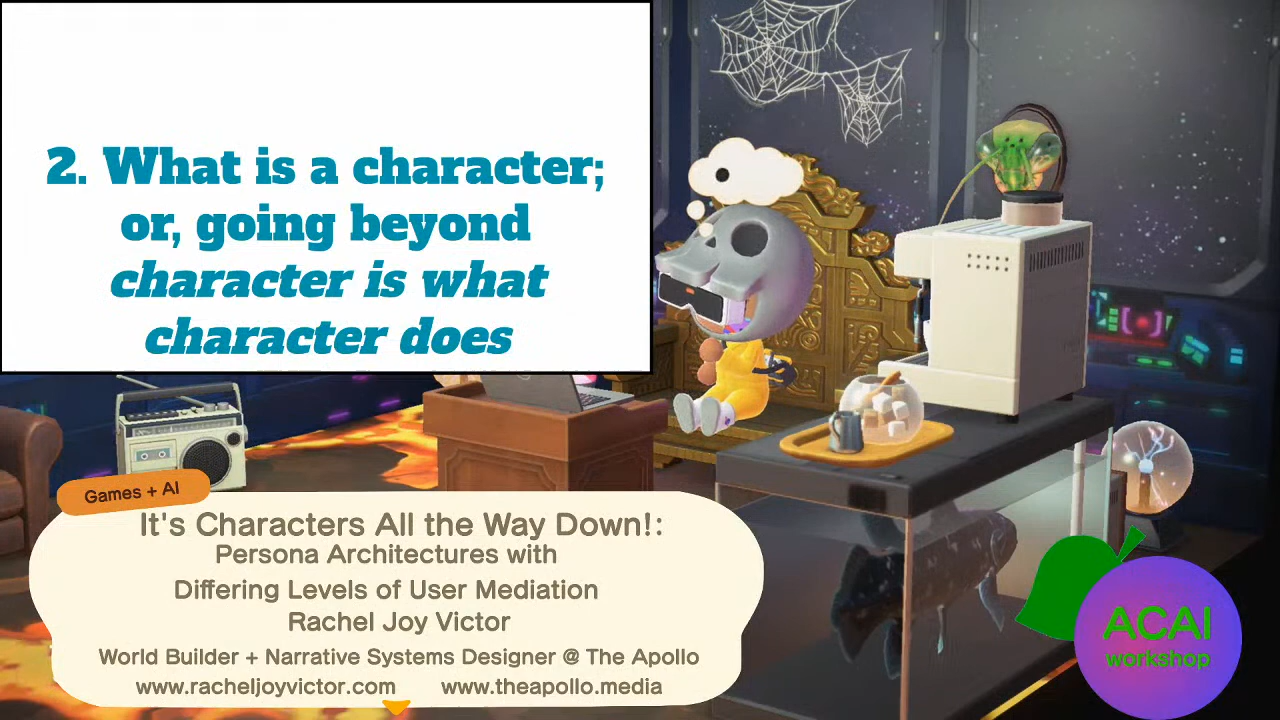 2. What is a character;
or, going beyond
character is what
character does
Games + AI
It's Characters All the Way Down!:
Persona Architectures with
Differing Levels of User Mediation
Rachel Joy Victor
World Builder + Narrative Systems Designer @ The Apollo
www.racheljoyvictor.com www.theapollo.media
ACAI
workshop